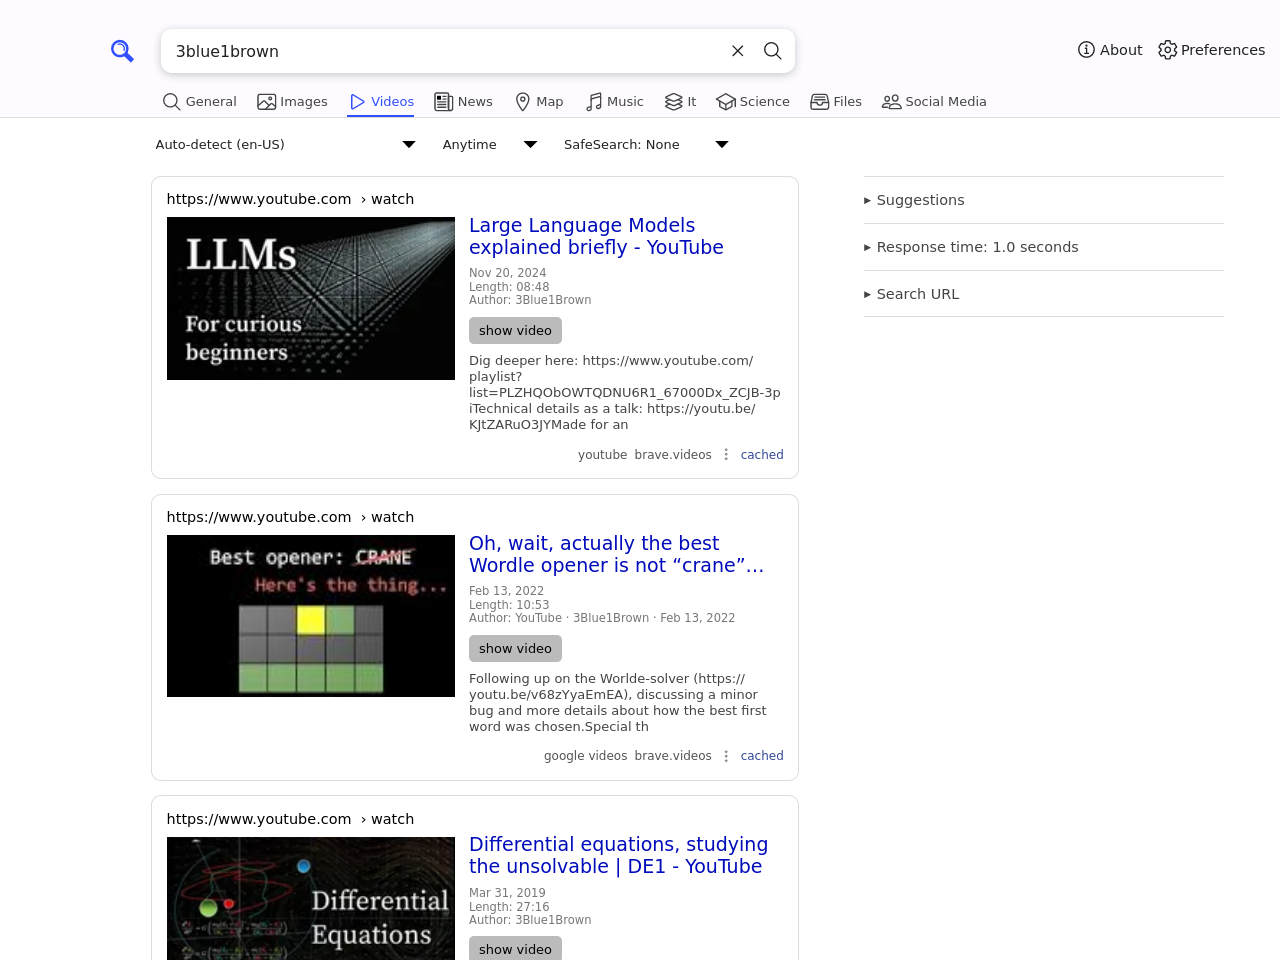 3blue1brown
About
Preferences
General
Images
Videos
News
Map
Music
It
Science
Files
Social Media
Auto-detect (en-US)
Anytime
SafeSearch: None
https://www.youtube.com › watch
LLMs
For curious
beginners
Large Language Models
explained briefly - YouTube
Nov 20, 2024
Length: 08:48
Author: 3Blue1Brown
show video
Dig deeper here: https://www.youtube.com/
playlist?
list=PLZHQObOWTQDNU6R1_67000Dx_ZCJB-3p
iTechnical details as a talk: https://youtu.be/
KJtZARuO3JYMade for an
youtube brave.videos ⋮ cached
https://www.youtube.com › watch
Best opener: CRANE
Here's the thing...
Oh, wait, actually the best
Wordle opener is not “crane”…
Feb 13, 2022
Length: 10:53
Author: YouTube · 3Blue1Brown · Feb 13, 2022
show video
Following up on the Worlde-solver (https://
youtu.be/v68zYyaEmEA), discussing a minor
bug and more details about how the best first
word was chosen.Special th
google videos brave.videos ⋮ cached
https://www.youtube.com › watch
Differential
Equations
Differential equations, studying
the unsolvable | DE1 - YouTube
Mar 31, 2019
Length: 27:16
Author: 3Blue1Brown
show video
Suggestions
Response time: 1.0 seconds
Search URL